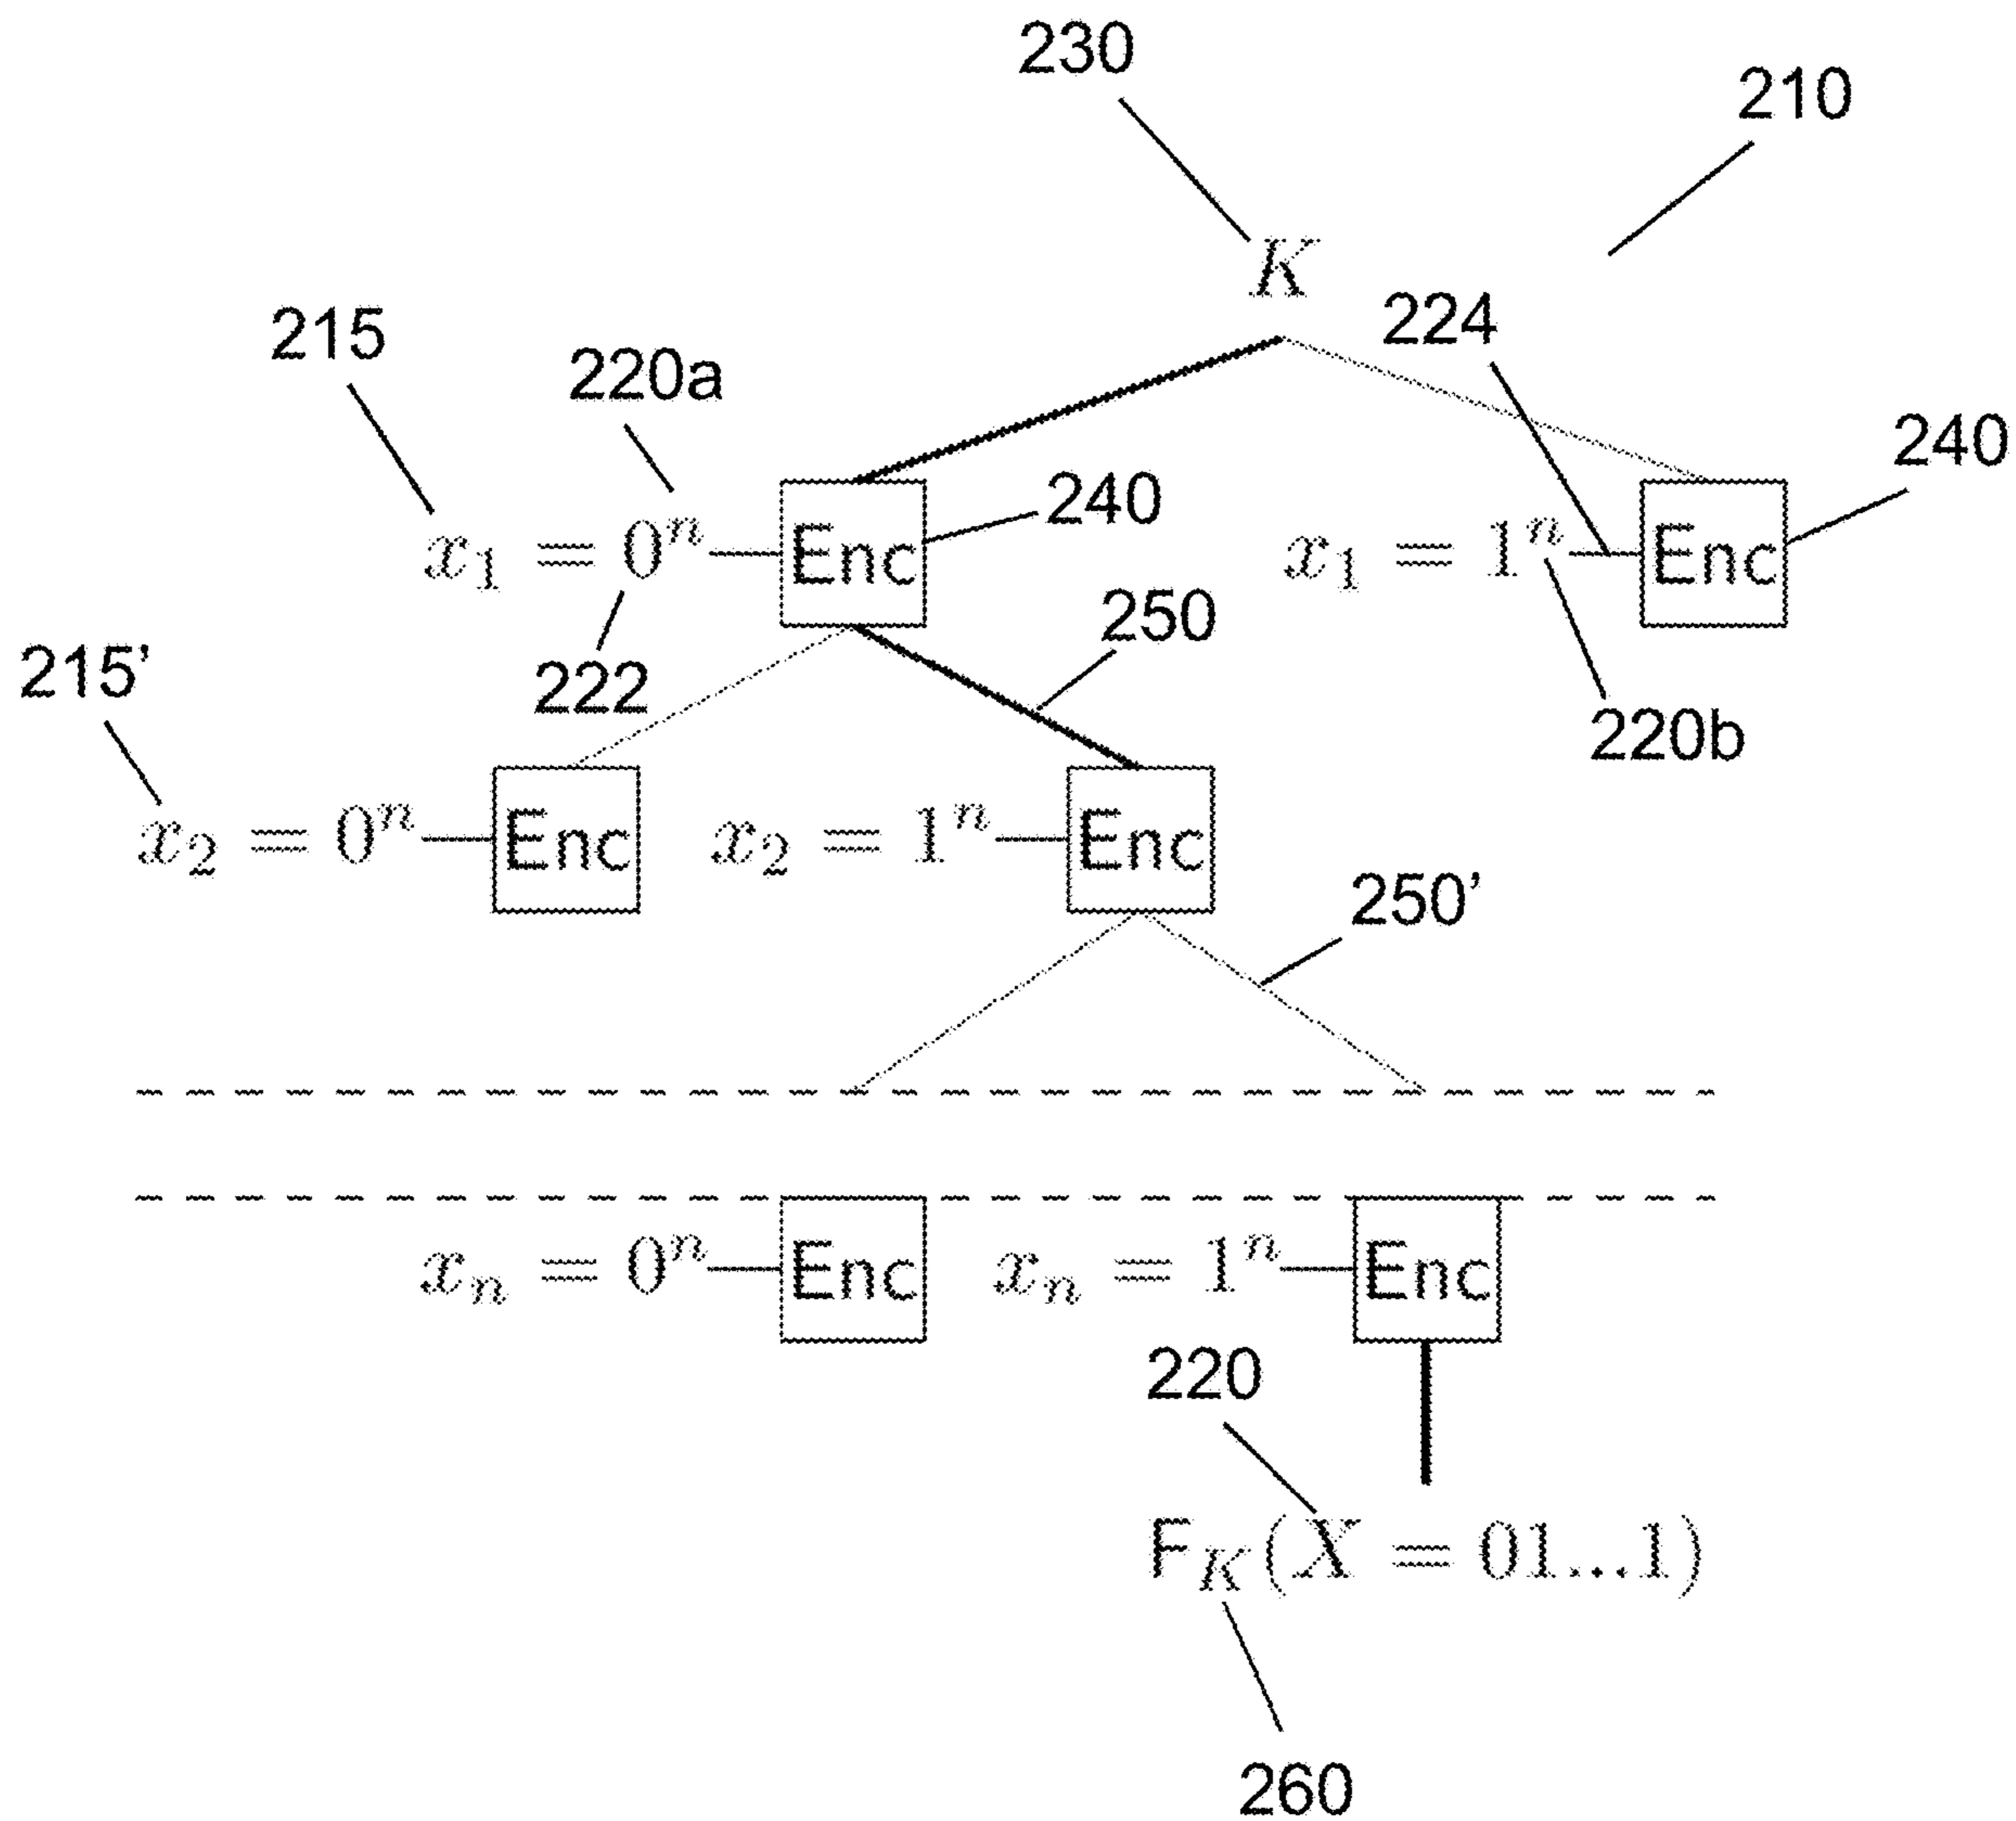 230
210
K
224
215
220a
240
240
x₁ = 0ⁿ
Enc
x₁ = 1ⁿ
Enc
250
222
215'
220b
x₂ = 0ⁿ
Enc
x₂ = 1ⁿ
Enc
250'
xₙ = 0ⁿ
Enc
xₙ = 1ⁿ
Enc
220
F_K(X = 01...1)
260